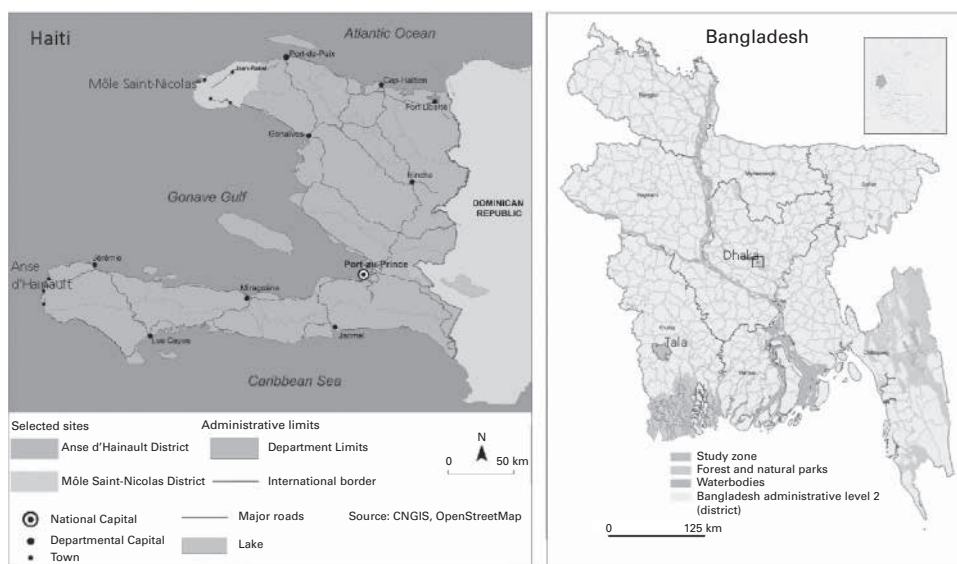 Haiti
Atlantic Ocean
Port-de-Paix
Jean-Rabel
Môle Saint-Nicolas
Cap-Haïtien
Fort Liberté
Gonaïves
Hinche
Gonave Gulf
DOMINICAN
REPUBLIC
Anse
d'Hainault
Jérémie
Port-au-Prince
Miragoâne
Les Cayes
Jacmel
Caribbean Sea
Selected sites
Administrative limits
Anse d'Hainault District
Department Limits
N
0 50 km
Môle Saint-Nicolas District
International border
National Capital
Major roads
Source: CNGIS, OpenStreetMap
Departmental Capital
Lake
Town
Bangladesh
Dhaka
Khulna
Tala
Study zone
Forest and natural parks
Waterbodies
Bangladesh administrative level 2
(district)
0 125 km